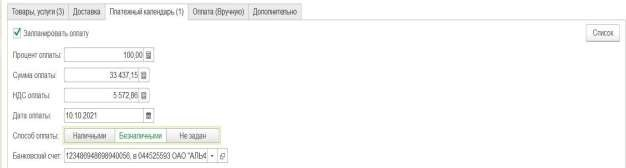 Товары, услуги (3) Доставка Платежный календарь (1) Оплата (Вручную) Дополнительно
Запланировать оплату Список
Процент оплаты: 100,00
Сумма оплаты: 33 437,15
НДС оплаты: 5 572,86
Дата оплаты: 10.10.2021
Способ оплаты: Наличными Безналичными Не задан
Банковский счет: 123486948698940056, в 044525593 ОАО "АЛЬФ